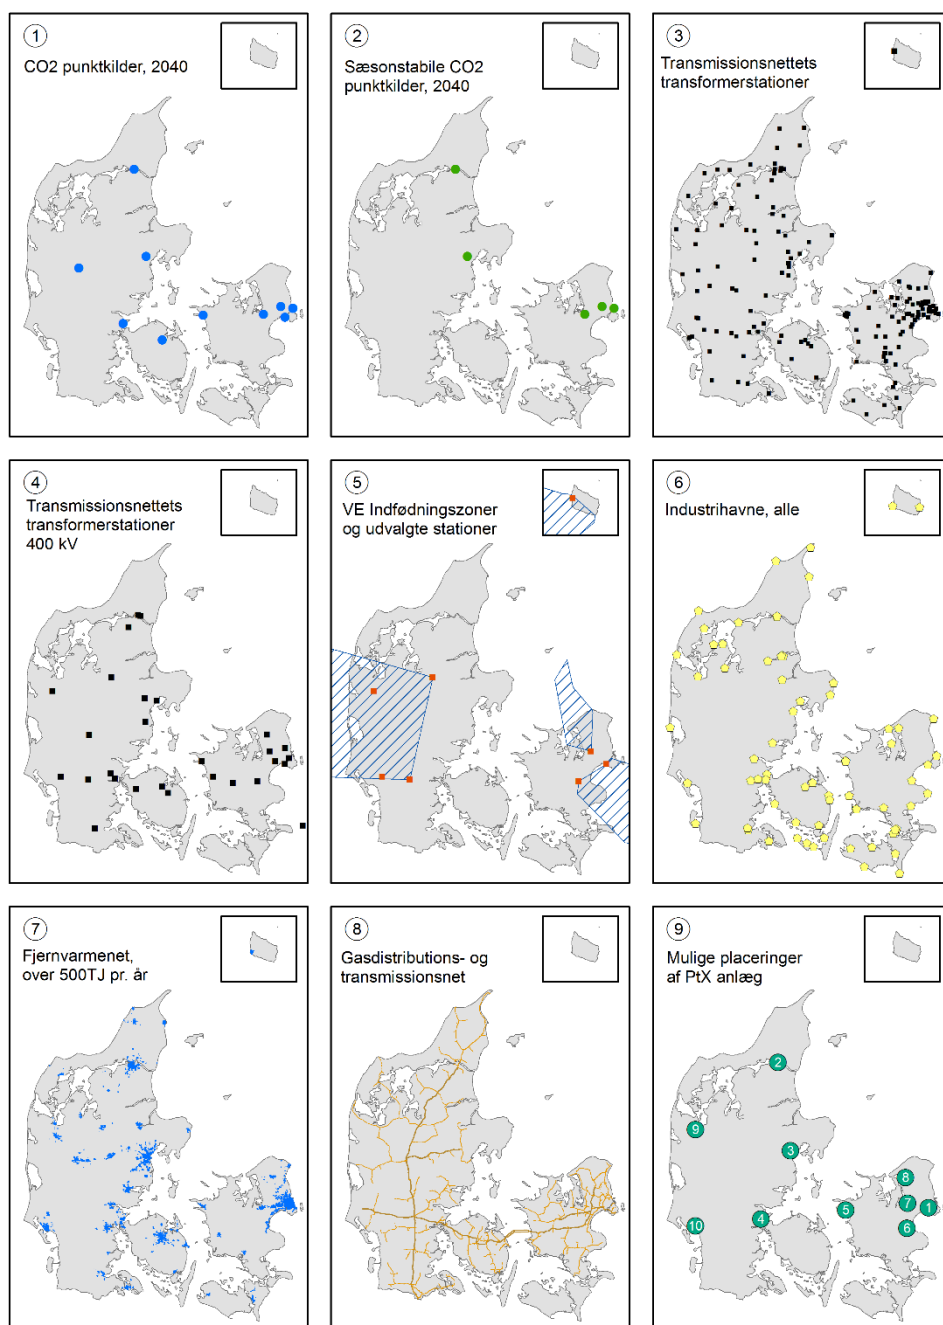 1
CO2 punktkilder, 2040
2
Sæsonstabile CO2
punktkilder, 2040
3
Transmissionsnettets
transformerstationer
4
Transmissionsnettets
transformerstationer
400 kV
5
VE Indfødningszoner
og udvalgte stationer
6
Industrihavne, alle
7
Fjernvarmenet,
over 500TJ pr. år
8
Gasdistributions- og
transmissionsnet
9
Mulige placeringer
af PtX anlæg
2
9
3
8
7
1
5
4
10
6